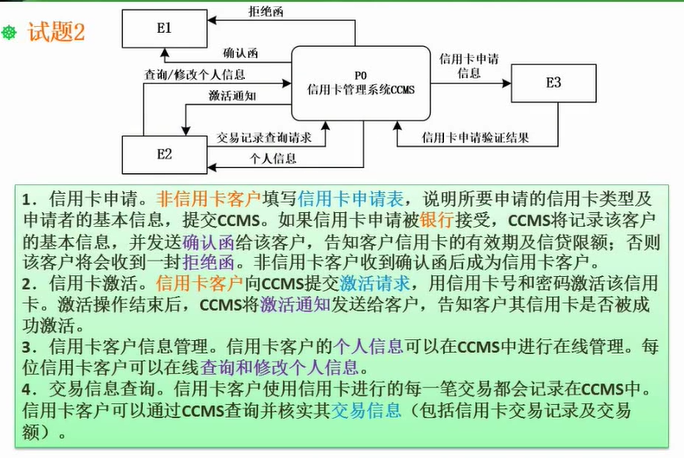 试题2
拒绝函
E1
确认函
查询/修改个人信息
激活通知
交易记录查询请求
E2
个人信息
P0
信用卡管理系统CCMS
信用卡申请
信息
E3
信用卡申请验证结果
1．信用卡申请。非信用卡客户填写信用卡申请表，说明所要申请的信用卡类型及
申请者的基本信息，提交CCMS。如果信用卡申请被银行接受，CCMS将记录该客户
的基本信息，并发送确认函给该客户，告知客户信用卡的有效期及信贷限额；否则
该客户将会收到一封拒绝函。非信用卡客户收到确认函后成为信用卡客户。
2．信用卡激活。信用卡客户向CCMS提交激活请求，用信用卡号和密码激活该信用
卡。激活操作结束后，CCMS将激活通知发送给客户，告知客户其信用卡是否被成
功激活。
3．信用卡客户信息管理。信用卡客户的个人信息可以在CCMS中进行在线管理。每
位信用卡客户可以在线查询和修改个人信息。
4．交易信息查询。信用卡客户使用信用卡进行的每一笔交易都会记录在CCMS中。
信用卡客户可以通过CCMS查询并核实其交易信息（包括信用卡交易记录及交易
额）。